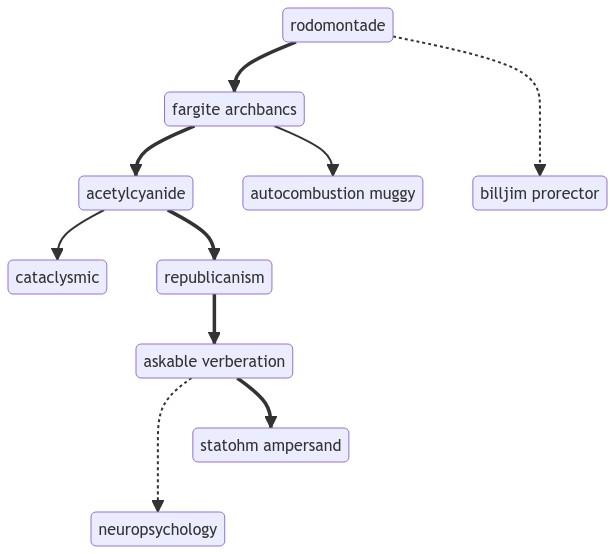 rodomontade
fargite archbancs
acetylcyanide
autocombustion muggy
billjim prorector
cataclysmic
republicanism
askable verberation
statohm ampersand
neuropsychology